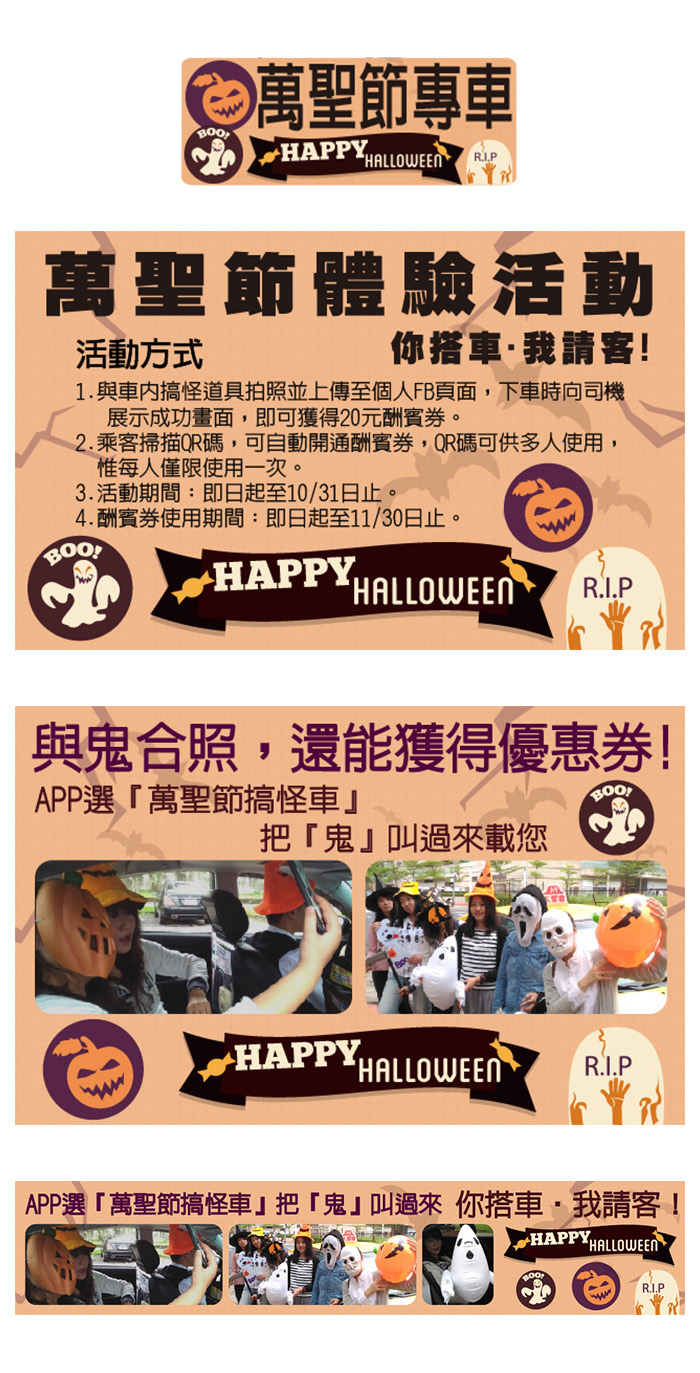 萬聖節專車
BOO!
HAPPY HALLOWEEN
R.I.P
萬聖節體驗活動
你搭車·我請客!
活動方式
1.與車內搞怪道具拍照並上傳至個人FB頁面，下車時向司機
展示成功畫面，即可獲得20元酬賓券。
2.乘客掃描QR碼，可自動開通酬賓券，QR碼可供多人使用，
惟每人僅限使用一次。
3.活動期間：即日起至10/31日止。
4.酬賓券使用期間：即日起至11/30日止。
BOO!
HAPPY HALLOWEEN
R.I.P
與鬼合照，還能獲得優惠券!
APP選『萬聖節搞怪車』
把『鬼』叫過來載您
BOO!
HAPPY HALLOWEEN
R.I.P
APP選『萬聖節搞怪車』把『鬼』叫過來 你搭車·我請客!
HAPPY HALLOWEEN
BOO!
R.I.P